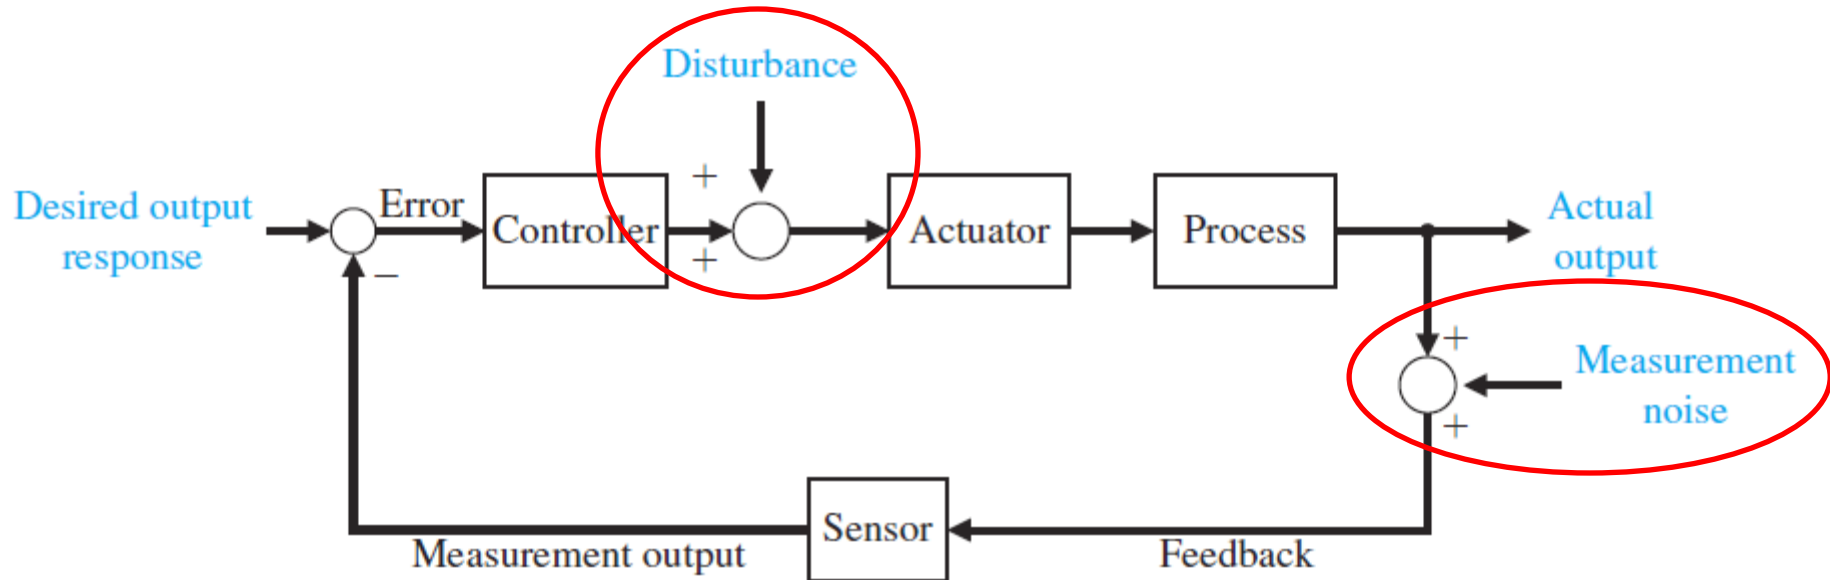 Disturbance
+
Desired output
response
Error
Controller
+
Actuator
Process
Actual
output
−
+
Measurement
noise
+
Sensor
Measurement output
Feedback